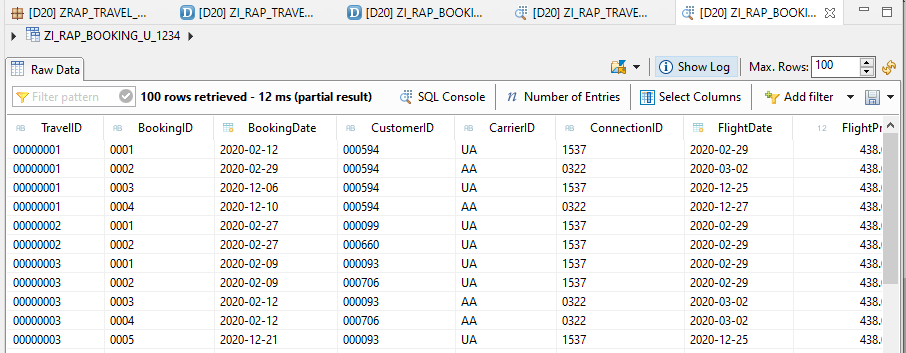 [D20] ZRAP_TRAVEL_... [D20] ZI_RAP_TRAVE... [D20] ZI_RAP_BOOKI... [D20] ZI_RAP_TRAVE... [D20] ZI_RAP_BOOKI...
ZI_RAP_BOOKING_U_1234
Raw Data Show Log Max. Rows: 100
Filter pattern 100 rows retrieved - 12 ms (partial result) SQL Console Number of Entries Select Columns Add filter
TravelID BookingID BookingDate CustomerID CarrierID ConnectionID FlightDate FlightPr
00000001 0001 2020-02-12 000594 UA 1537 2020-02-29 438.
00000001 0002 2020-02-29 000594 AA 0322 2020-03-02 438.
00000001 0003 2020-12-06 000594 UA 1537 2020-12-25 438.
00000001 0004 2020-12-10 000594 AA 0322 2020-12-27 438.
00000002 0001 2020-02-27 000099 UA 1537 2020-02-29 438.
00000002 0002 2020-02-27 000660 UA 1537 2020-02-29 438.
00000003 0001 2020-02-09 000093 UA 1537 2020-02-29 438.
00000003 0002 2020-02-09 000706 UA 1537 2020-02-29 438.
00000003 0003 2020-02-12 000093 AA 0322 2020-03-02 438.
00000003 0004 2020-02-12 000706 AA 0322 2020-03-02 438.
00000003 0005 2020-12-21 000093 UA 1537 2020-12-25 438.